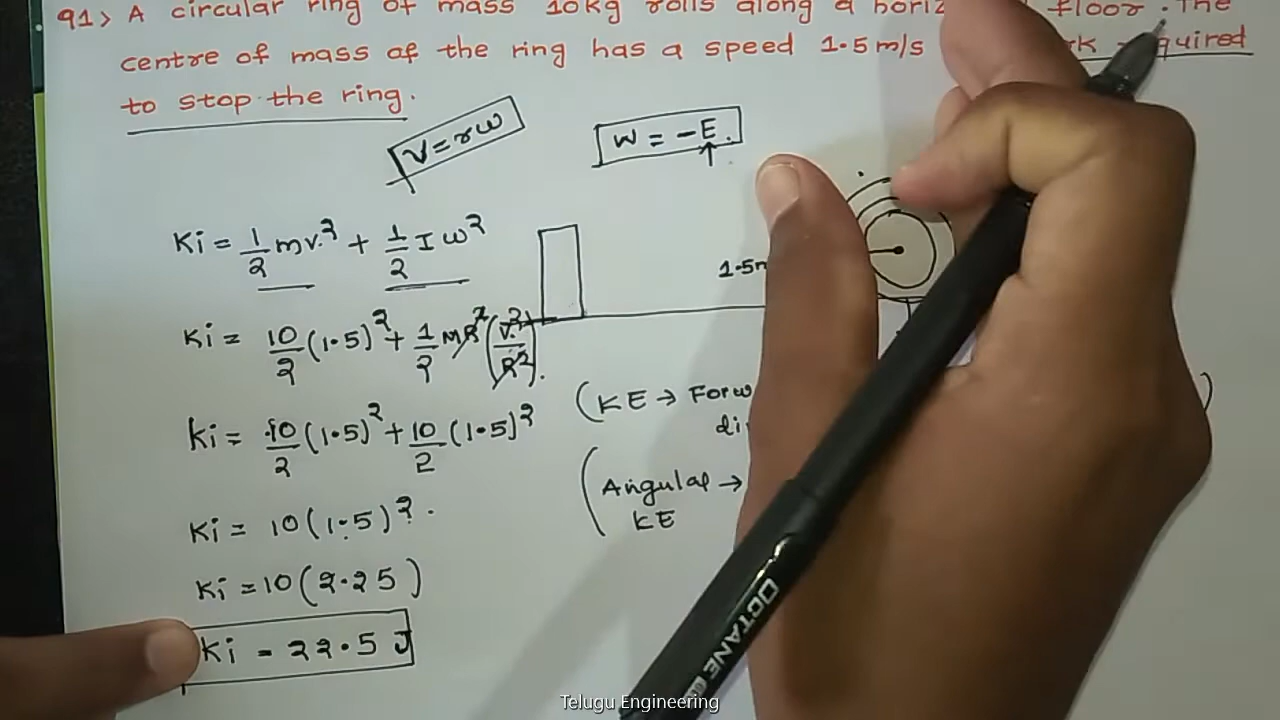 91> A circular ring of mass 10kg rolls along a horiz floor. The
centre of mass of the ring has a speed 1.5 m/s quired
to stop the ring.
V = rω
W = -E.
Ki = 1/2 mv² + 1/2 I ω²
1.5m
Ki = 10/2 (1.5)² + 1/2 MR² (V²/R²).
(KE → Forw
di
Ki = 10/2 (1.5)² + 10/2 (1.5)²
(Angular →
KE
Ki = 10(1.5)².
Ki = 10(2.25)
Ki = 22.5 J
OCTANE
Telugu Engineering